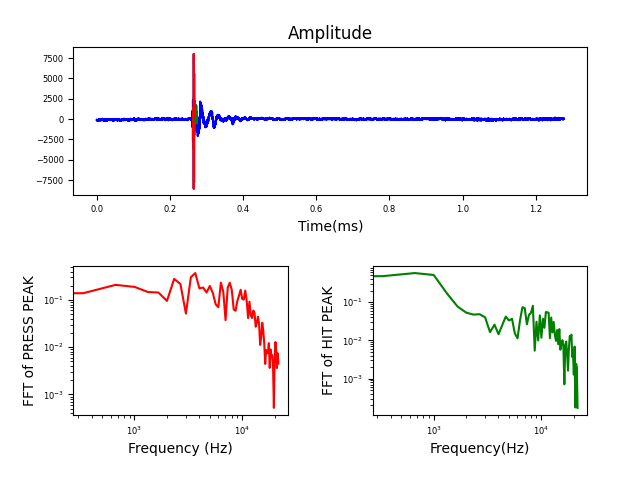 Amplitude
7500
5000
2500
0
−2500
−5000
−7500
0.0 0.2 0.4 0.6 0.8 1.0 1.2
Time(ms)
FFT of PRESS PEAK
10⁻¹
10⁻²
10⁻³
10³ 10⁴
Frequency (Hz)
FFT of HIT PEAK
10⁻¹
10⁻²
10⁻³
10³ 10⁴
Frequency(Hz)